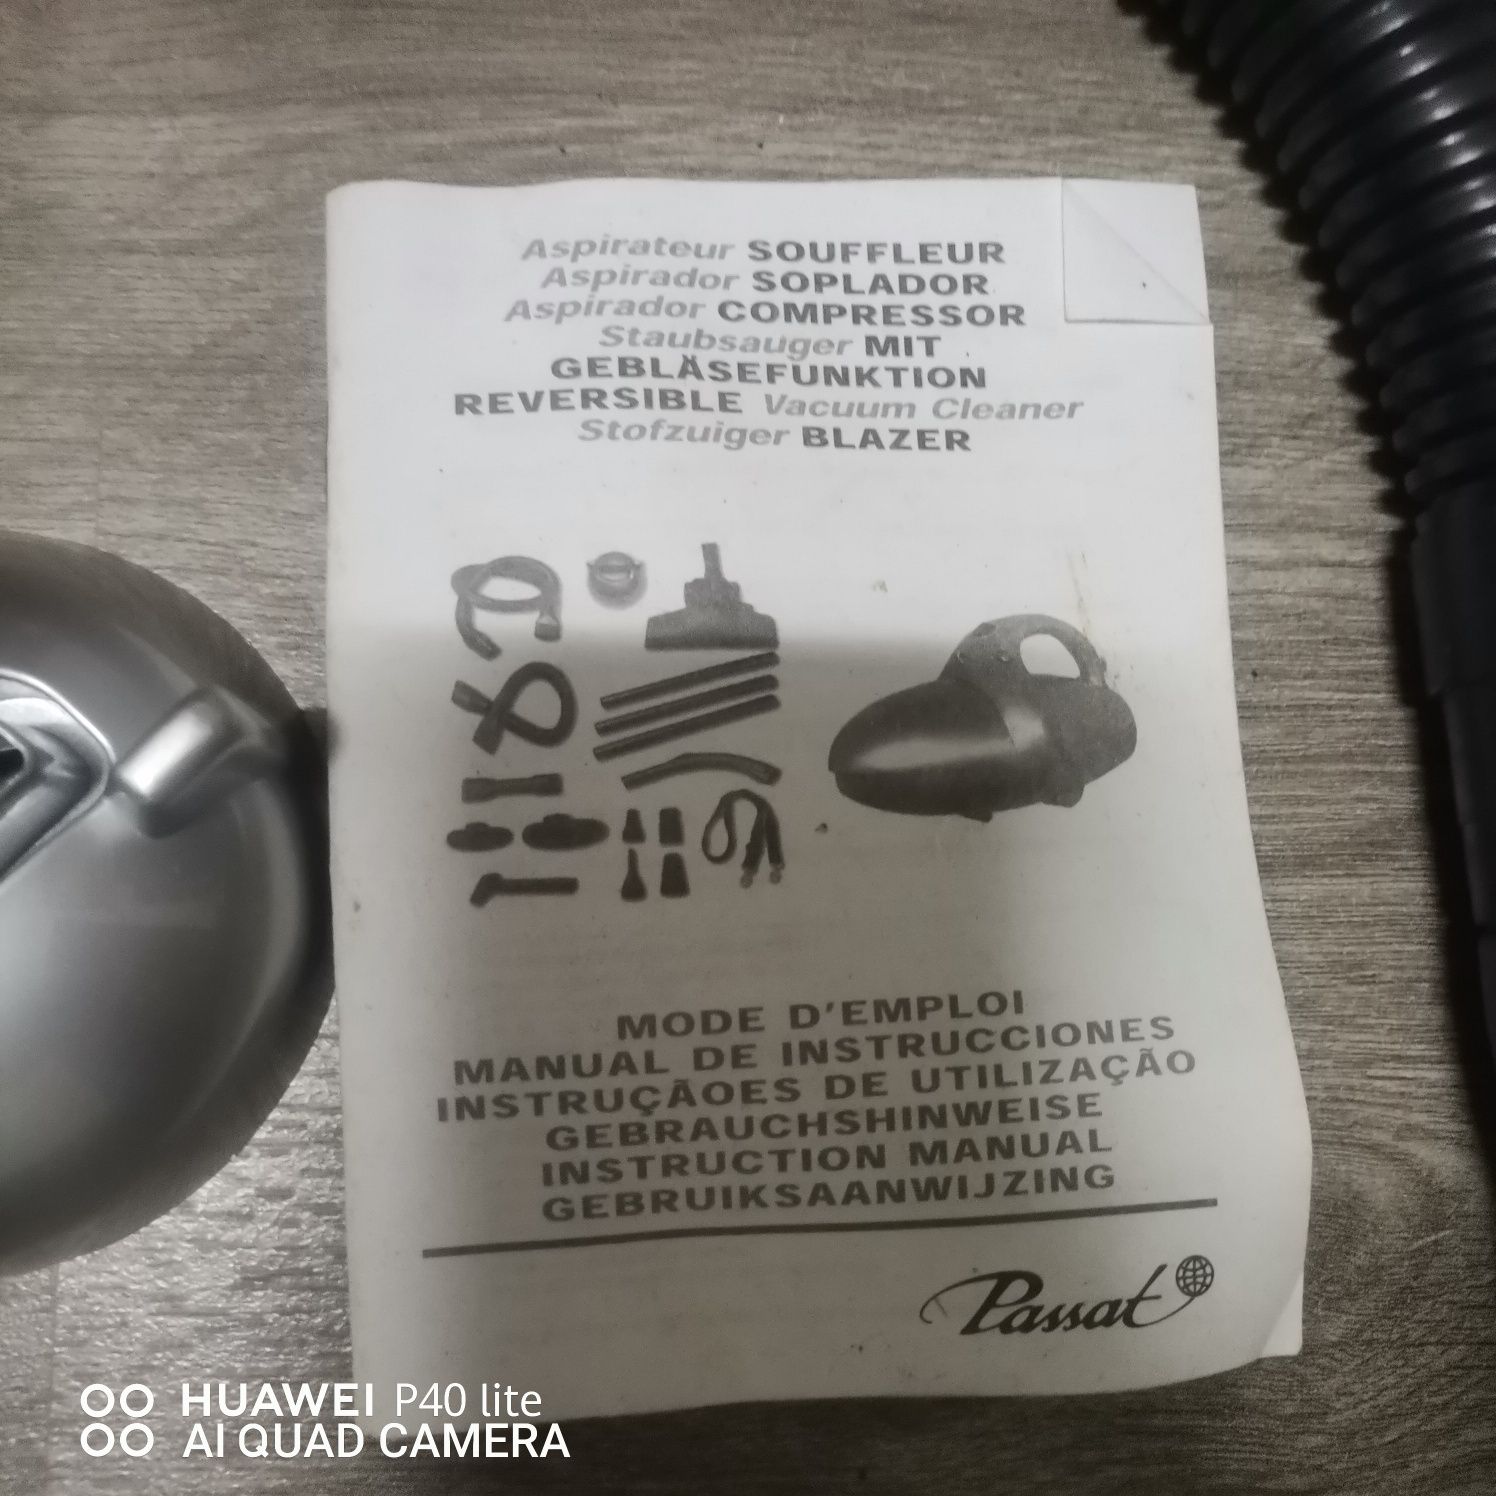 Aspirateur SOUFFLEUR
Aspirador SOPLADOR
Aspirador COMPRESSOR
Staubsauger MIT
GEBLÄSEFUNKTION
REVERSIBLE Vacuum Cleaner
Stofzuiger BLAZER
MODE D'EMPLOI
MANUAL DE INSTRUCCIONES
INSTRUÇÃOES DE UTILIZAÇÃO
GEBRAUCHSHINWEISE
INSTRUCTION MANUAL
GEBRUIKSAANWIJZING
Passat
HUAWEI P40 lite
AI QUAD CAMERA